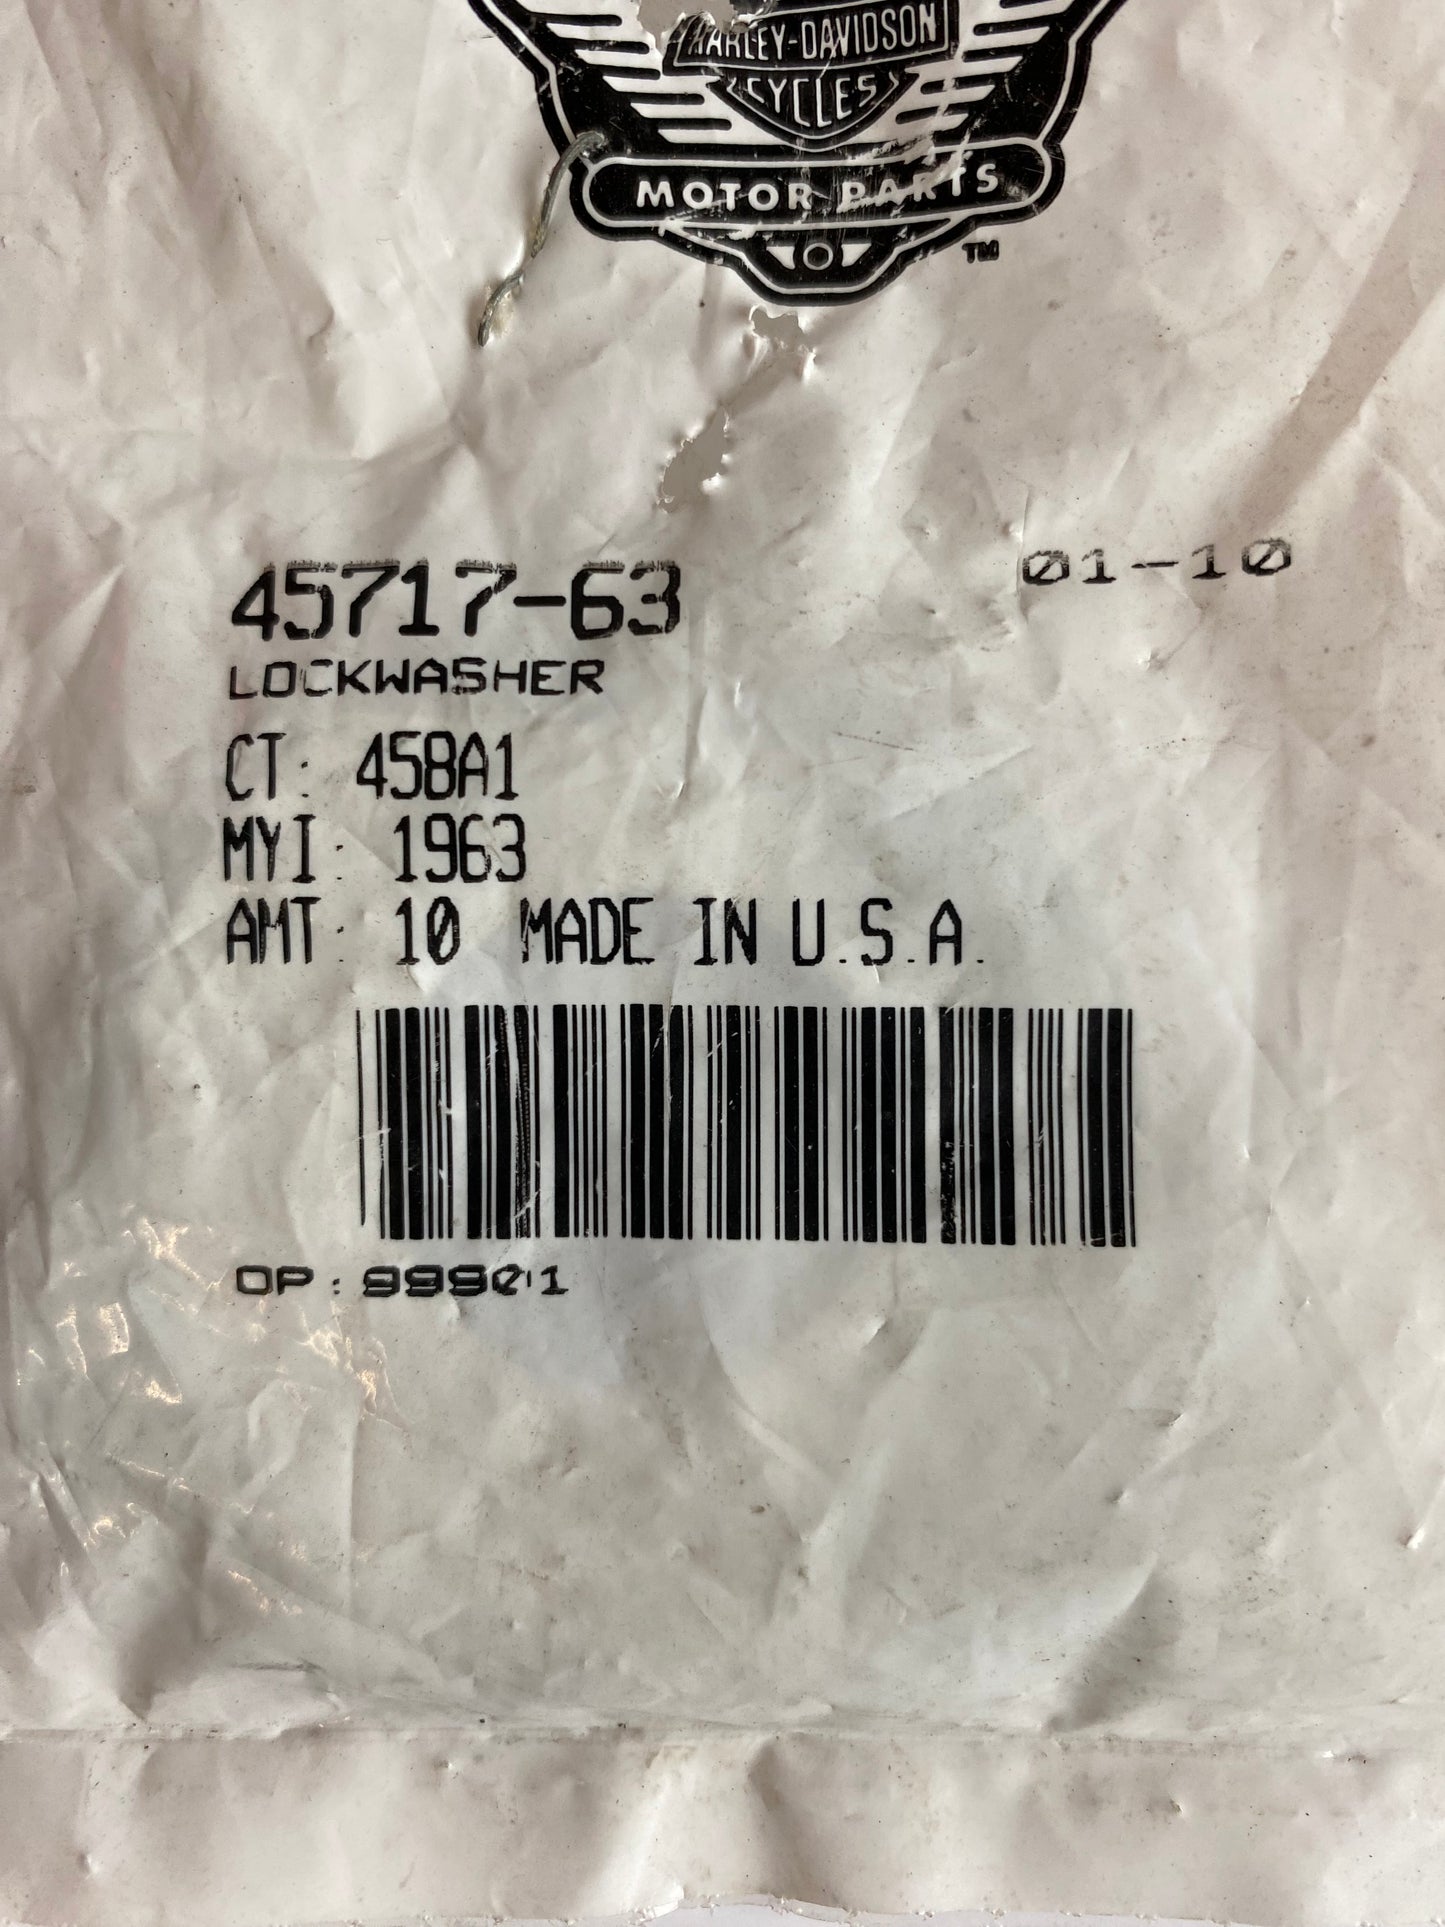 HARLEY-DAVIDSON
CYCLES
MOTOR PARTS
TM
45717-63 01-10
LOCKWASHER
CT: 458A1
MYI: 1963
AMT: 10 MADE IN U.S.A.
OP: 99901